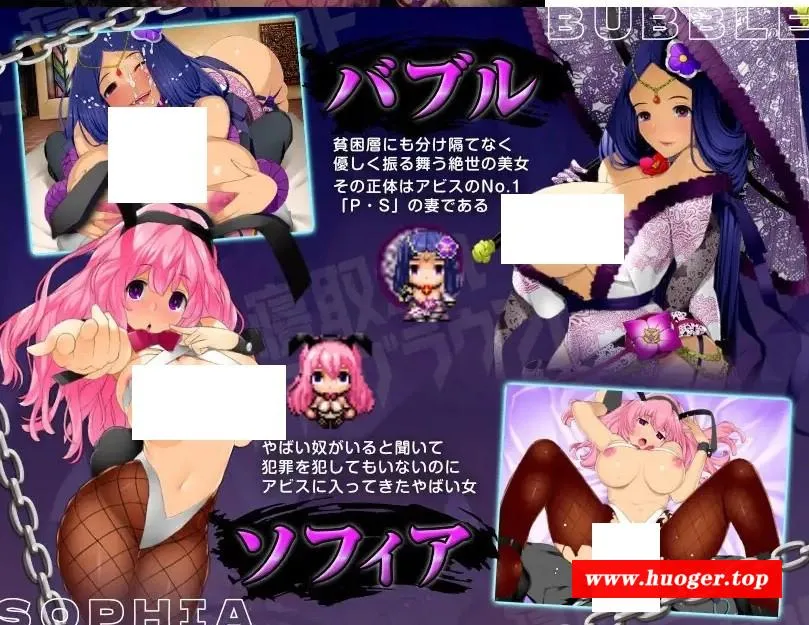 BUBBLE
バブル
貧困層にも分け隔てなく
優しく振る舞う絶世の美女
その正体はアビスのNo.1
「P・S」の妻である
やばい奴がいると聞いて
犯罪を犯してもいないのに
アビスに入ってきたやばい女
ソフィア
www.huoger.top
SOPHIA